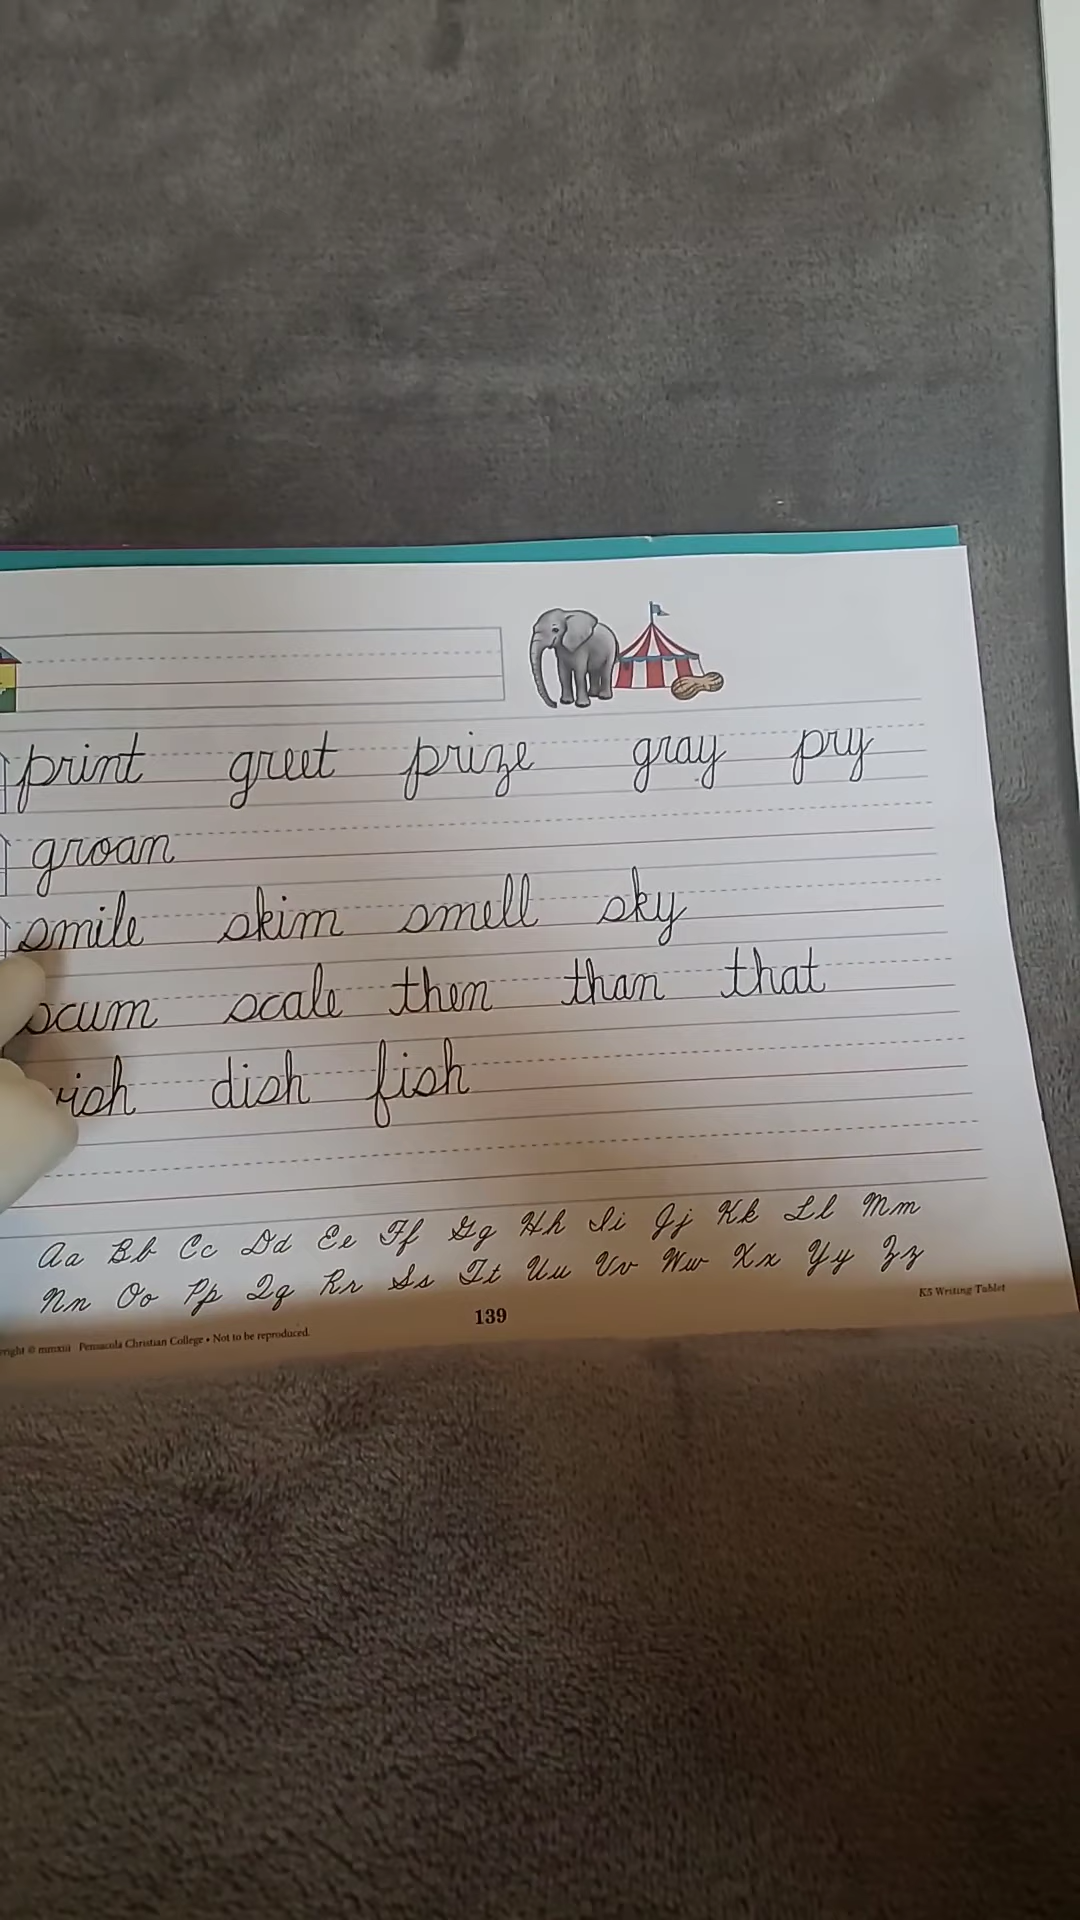 print greet prize gray pry
groan
smile skim smell sky
scum scale then than that
dish fish
Aa Bb Cc Dd Ee Ff Gg Hh Ii Jj Kk Ll Mm
Nn Oo Pp Qq Rr Ss Tt Uu Vv Ww Xx Yy Zz
K5 Writing Tablet
139
© mmxiii Pensacola Christian College • Not to be reproduced.